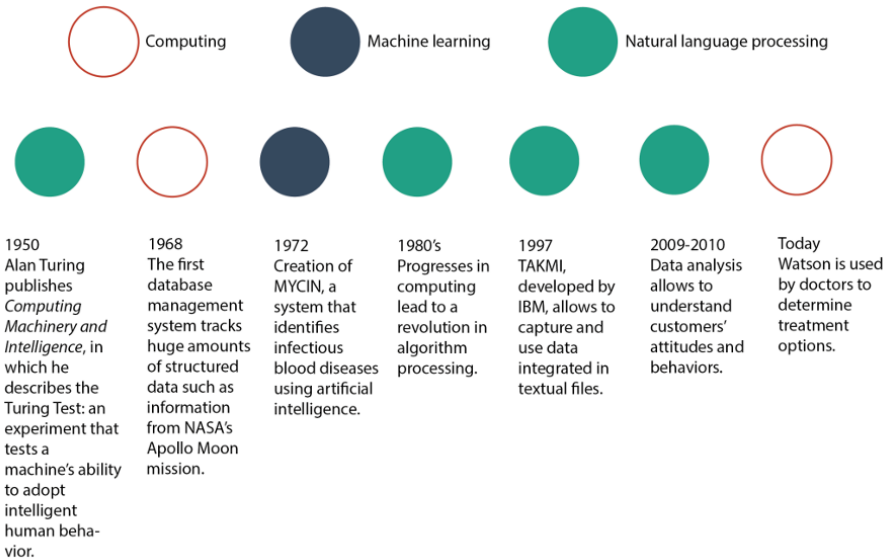 Computing
Machine learning
Natural language processing
1950
Alan Turing
publishes
Computing
Machinery and
Intelligence, in
which he
describes the
Turing Test: an
experiment that
tests a
machine's ability
to adopt
intelligent
human beha-
vior.
1968
The first
database
management
system tracks
huge amounts
of structured
data such as
information
from NASA's
Apollo Moon
mission.
1972
Creation of
MYCIN, a
system that
identifies
infectious
blood diseases
using artificial
intelligence.
1980's
Progresses in
computing
lead to a
revolution in
algorithm
processing.
1997
TAKMI,
developed by
IBM, allows to
capture and
use data
integrated in
textual files.
2009-2010
Data analysis
allows to
understand
customers'
attitudes and
behaviors.
Today
Watson is used
by doctors to
determine
treatment
options.